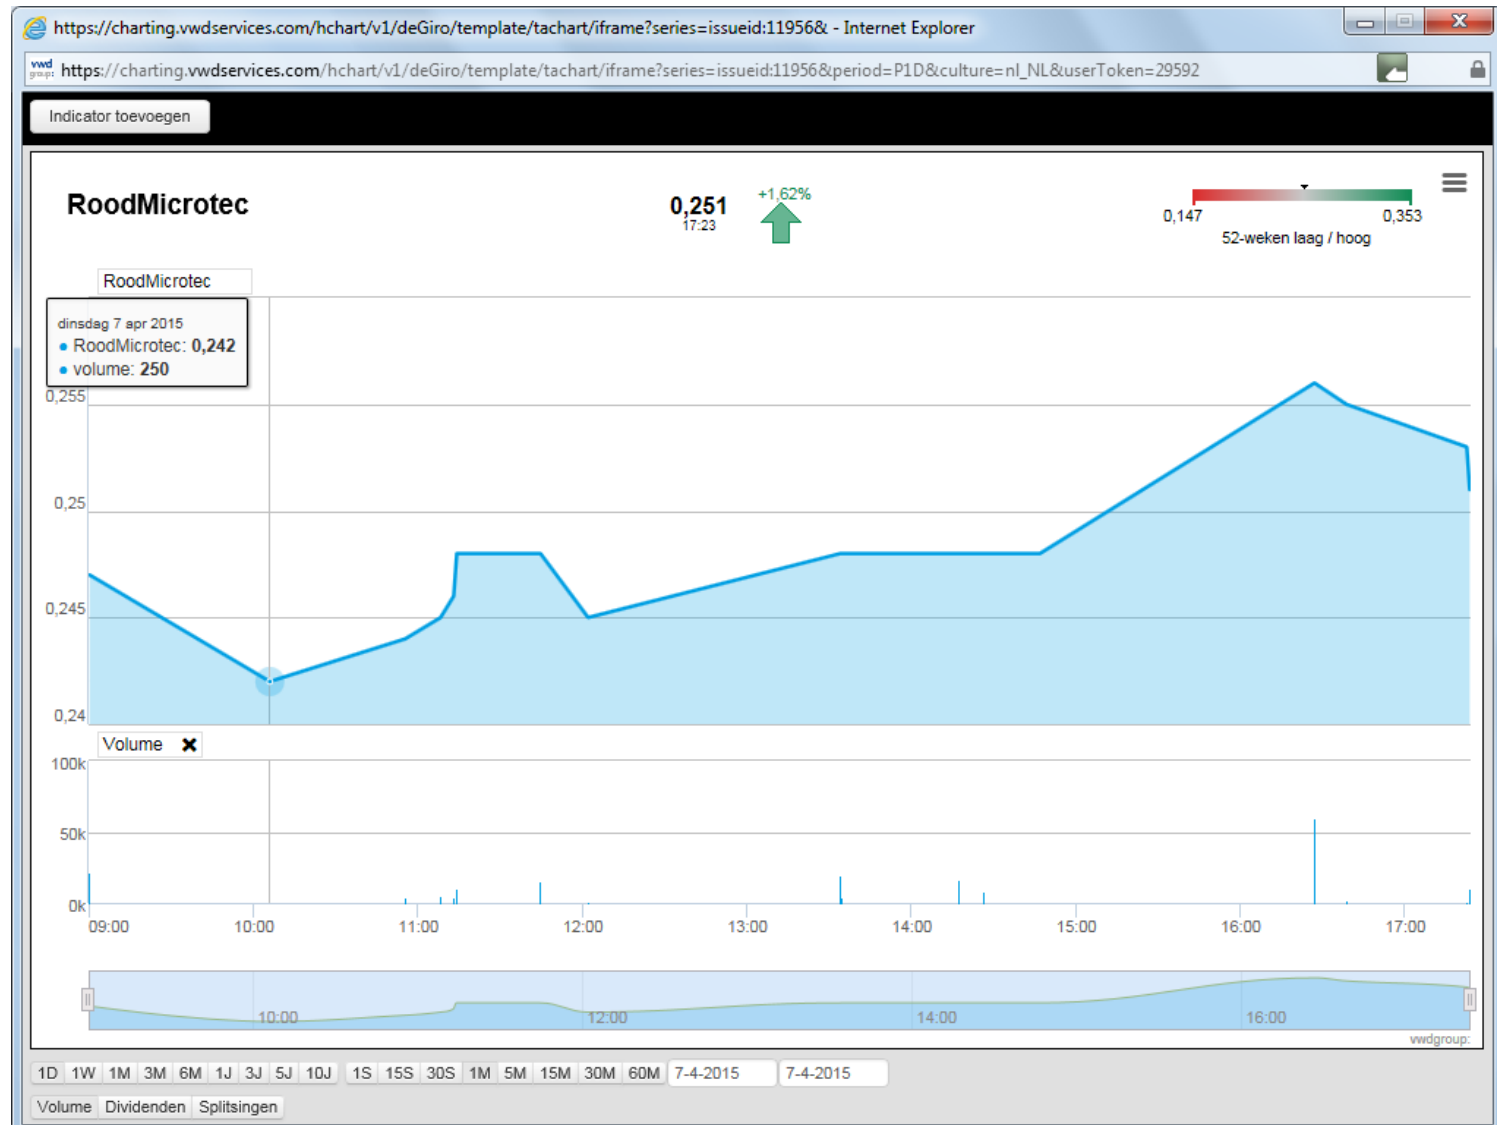 https://charting.vwdservices.com/hchart/v1/deGiro/template/tachart/iframe?series=issueid:11956& - Internet Explorer
vwd group: https://charting.vwdservices.com/hchart/v1/deGiro/template/tachart/iframe?series=issueid:11956&period=P1D&culture=nl_NL&userToken=29592
Indicator toevoegen
RoodMicrotec
0,251
17:23
+1,62%
0,147 0,353
52-weken laag / hoog
RoodMicrotec
dinsdag 7 apr 2015
• RoodMicrotec: 0,242
• volume: 250
0,255
0,25
0,245
0,24
Volume ✖
100k
50k
0k
09:00 10:00 11:00 12:00 13:00 14:00 15:00 16:00 17:00
10:00 12:00 14:00 16:00
vwdgroup:
1D 1W 1M 3M 6M 1J 3J 5J 10J 1S 15S 30S 1M 5M 15M 30M 60M 7-4-2015 7-4-2015
Volume Dividenden Splitsingen